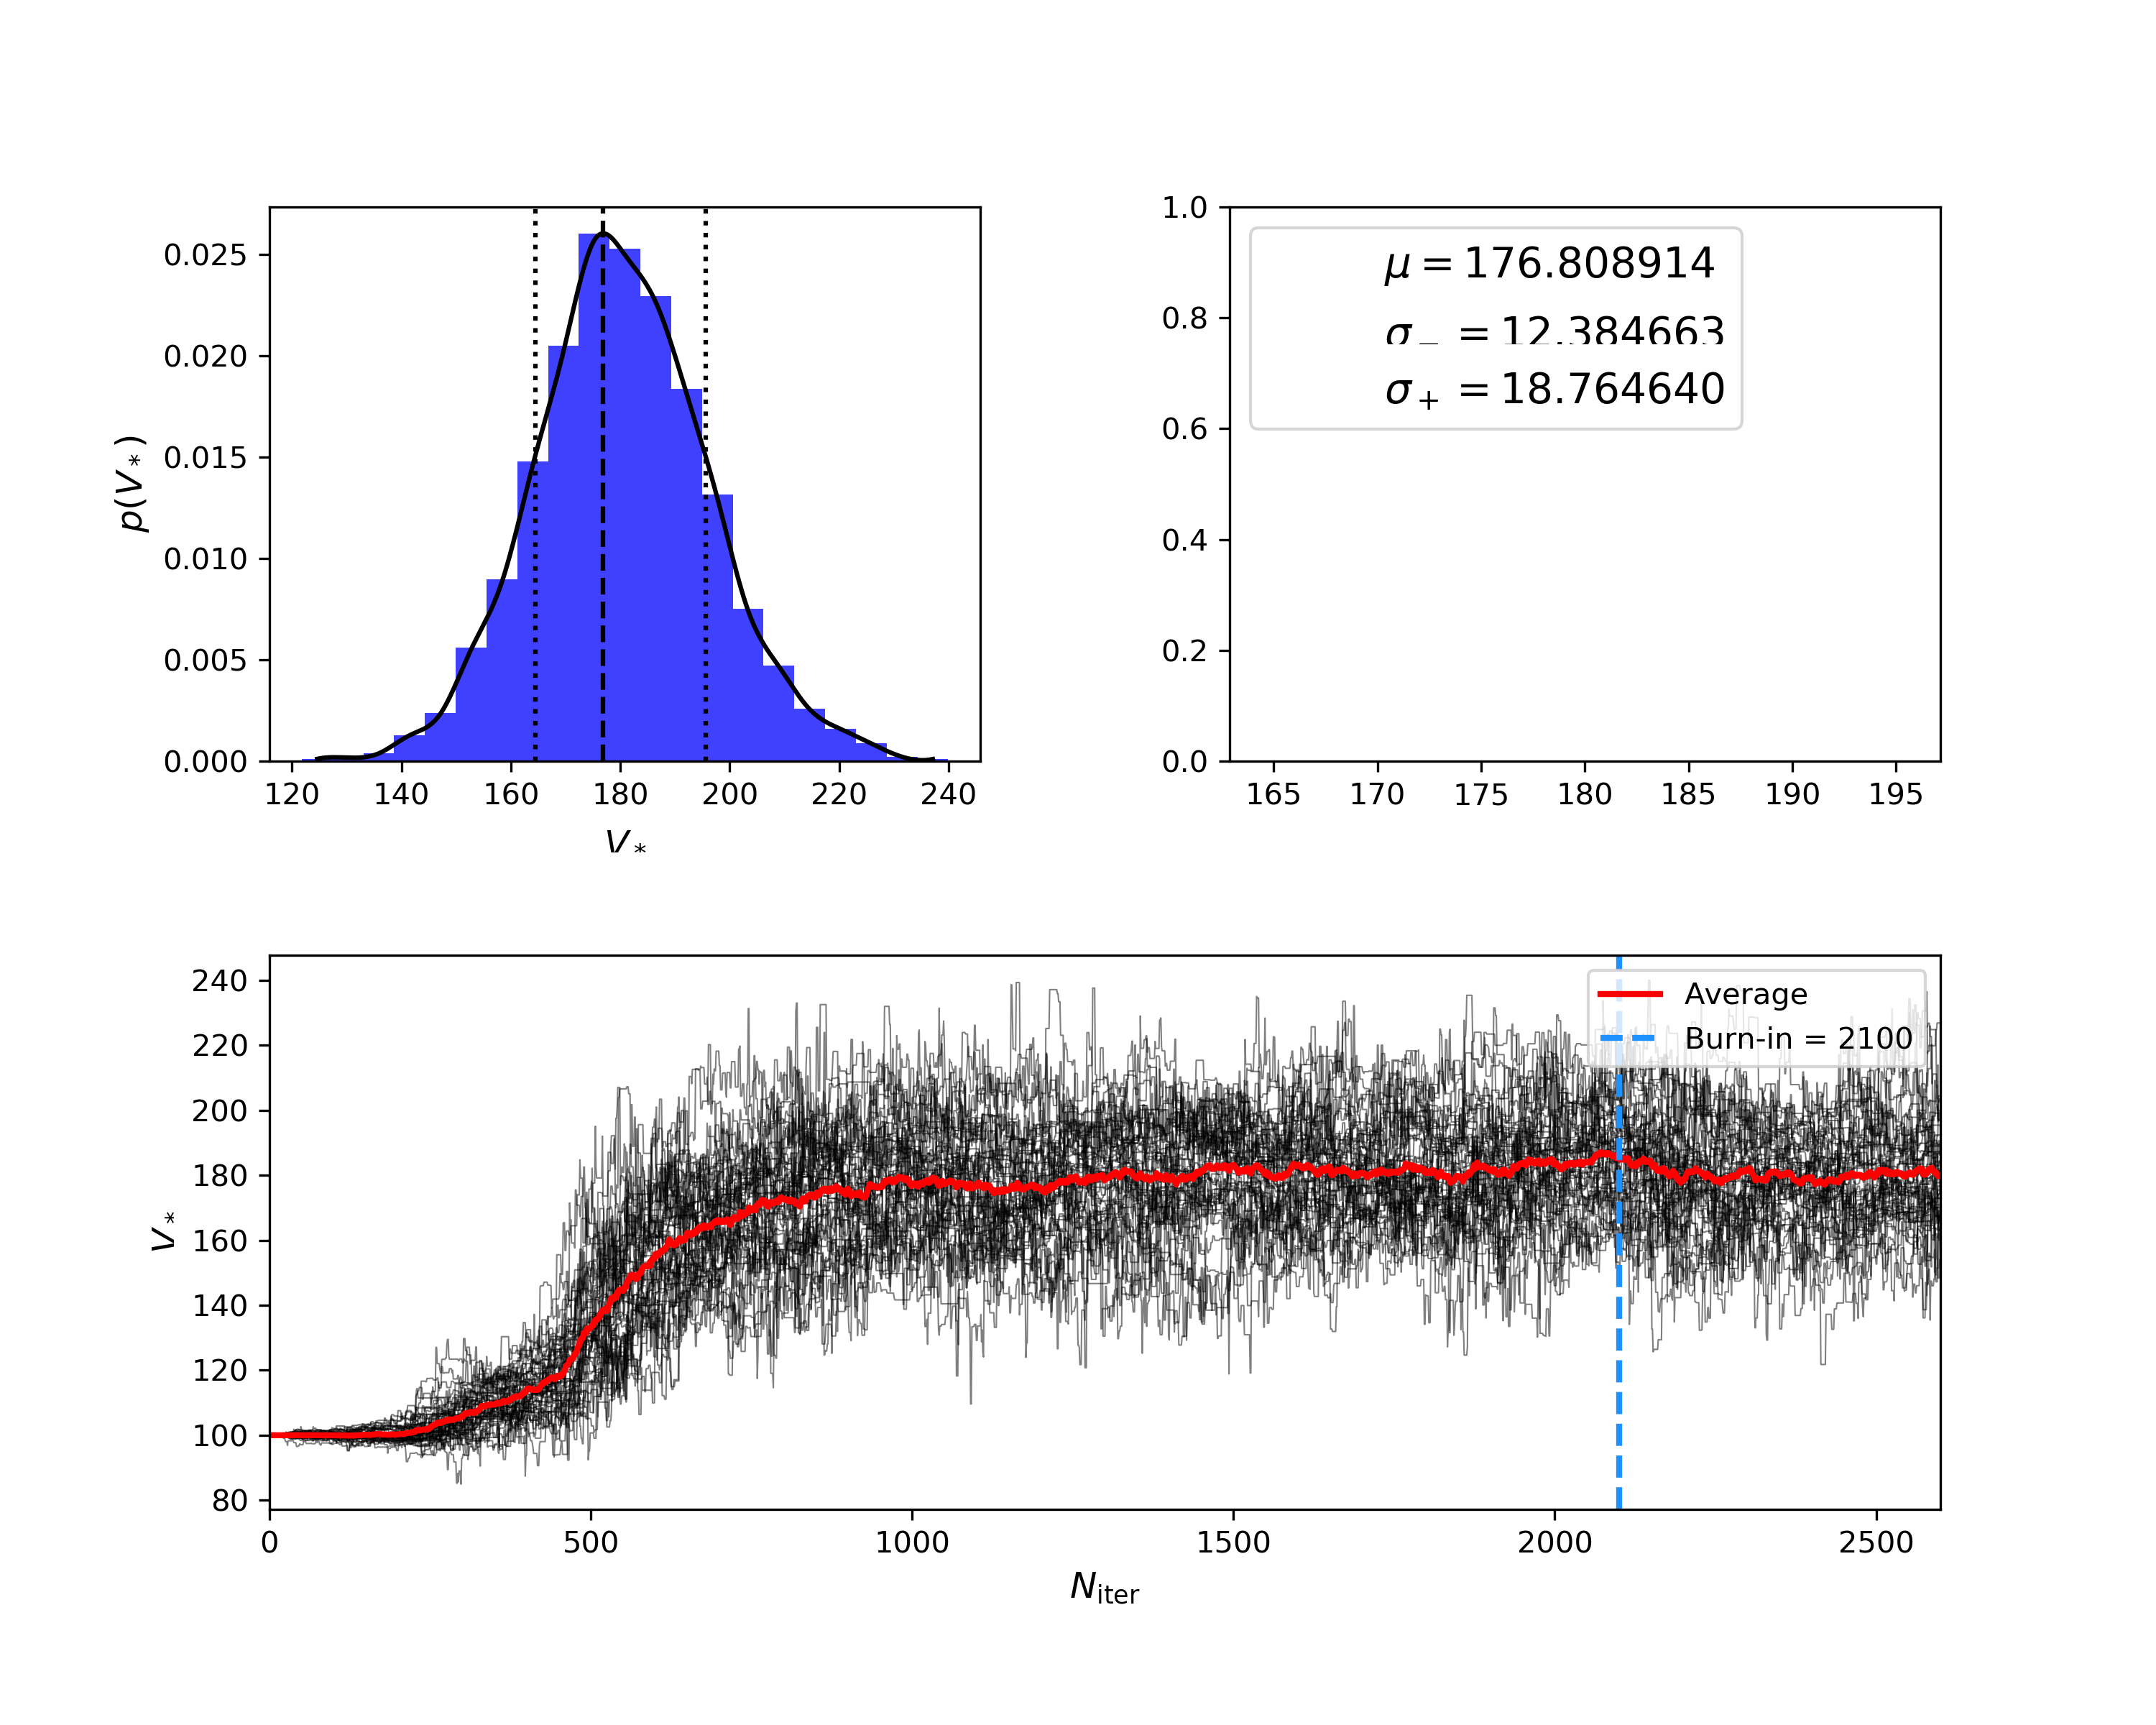 0.025
0.020
0.015
0.010
0.005
0.000
p(V*)
120 140 160 180 200 220 240
V*
1.0
0.8
0.6
0.4
0.2
0.0
μ = 176.808914
σ− = 12.384663
σ+ = 18.764640
165 170 175 180 185 190 195
240
220
200
180
160
140
120
100
80
V*
Average
Burn-in = 2100
0 500 1000 1500 2000 2500
Niter